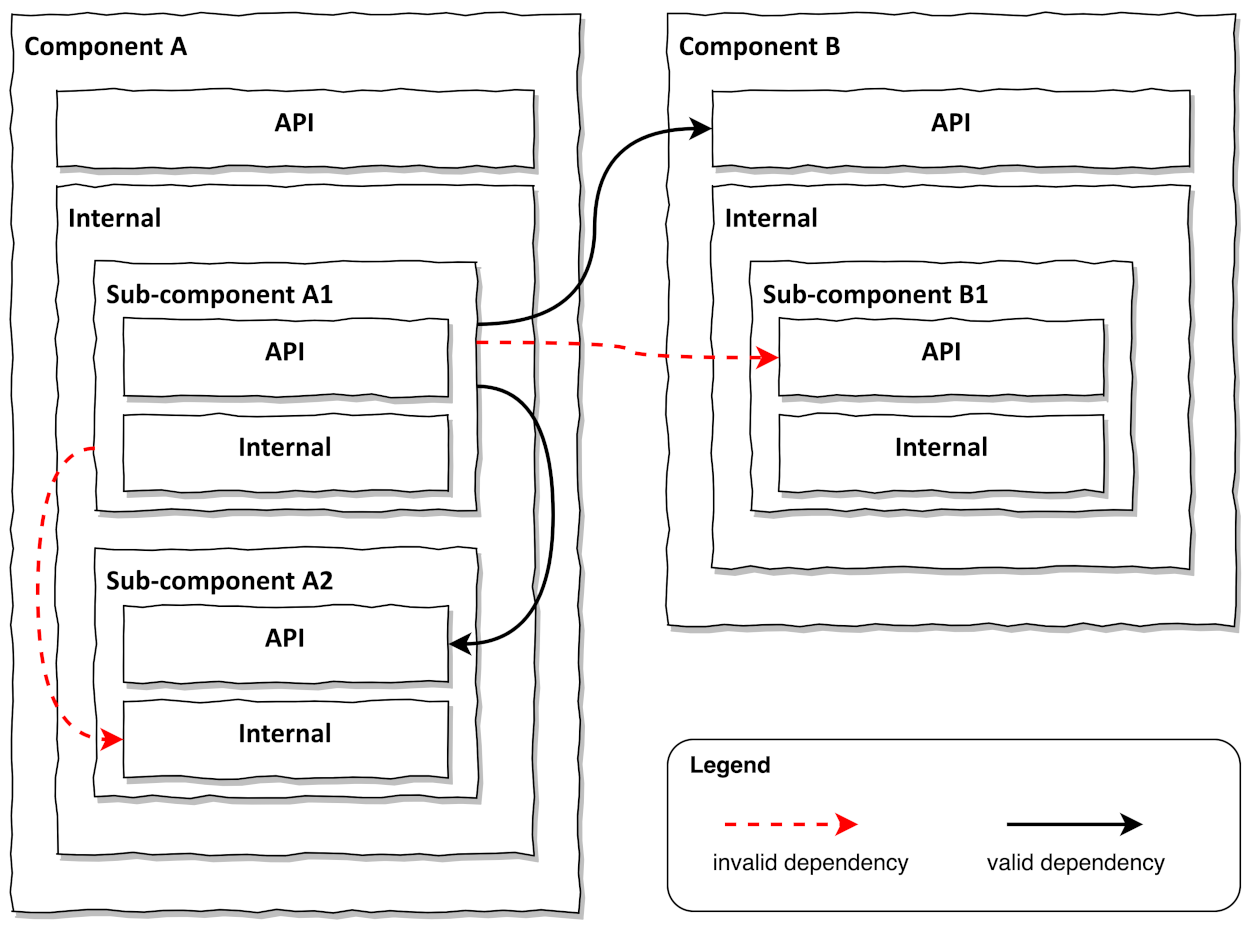 Component A
API
Internal
Sub-component A1
API
Internal
Sub-component A2
API
Internal
Component B
API
Internal
Sub-component B1
API
Internal
Legend
invalid dependency
valid dependency